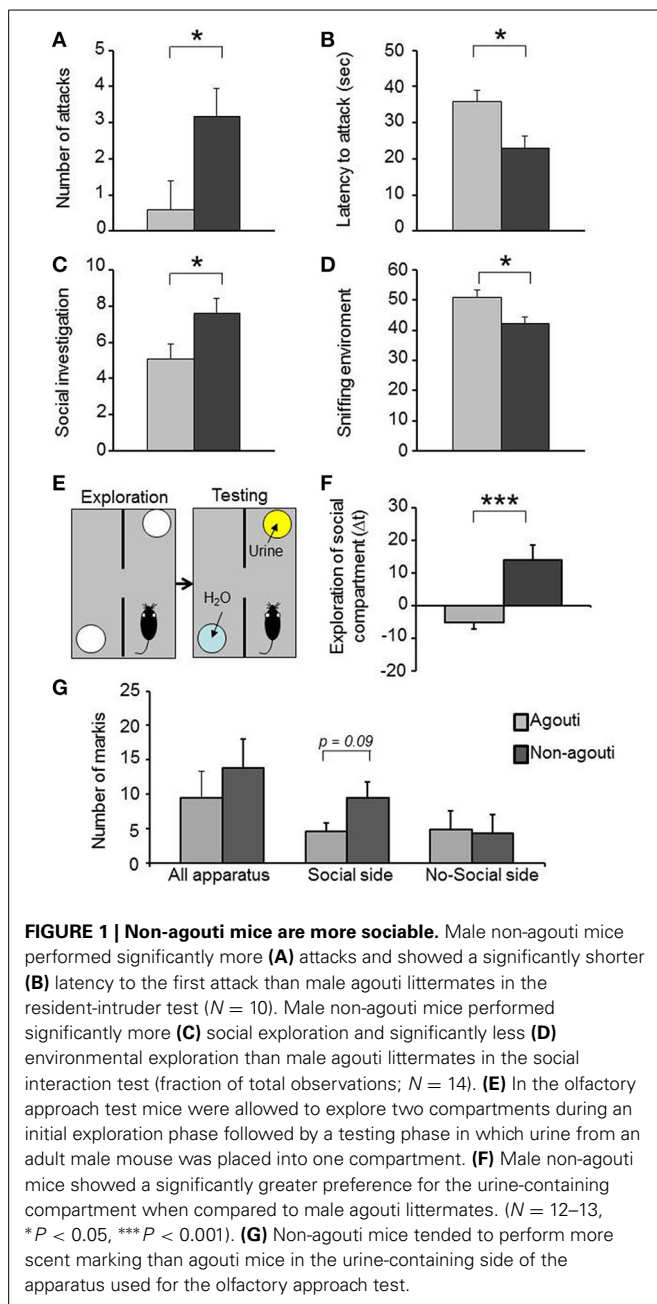 A
*
Number of attacks
5
4
3
2
1
0
B
*
Latency to attack (sec)
50
40
30
20
10
0
C
*
Social investigation
10
8
6
4
2
0
D
*
Sniffing enviroment
60
50
40
30
20
10
0
E
Exploration
Testing
Urine
H₂O
F
***
Exploration of social
compartment (Δt)
30
20
10
0
-10
-20
G
Number of markis
25
20
15
10
5
0
p = 0.09
Agouti
Non-agouti
All apparatus
Social side
No-Social side
FIGURE 1 | Non-agouti mice are more sociable. Male non-agouti mice
performed significantly more (A) attacks and showed a significantly shorter
(B) latency to the first attack than male agouti littermates in the
resident-intruder test (N = 10). Male non-agouti mice performed
significantly more (C) social exploration and significantly less (D)
environmental exploration than male agouti littermates in the social
interaction test (fraction of total observations; N = 14). (E) In the olfactory
approach test mice were allowed to explore two compartments during an
initial exploration phase followed by a testing phase in which urine from an
adult male mouse was placed into one compartment. (F) Male non-agouti
mice showed a significantly greater preference for the urine-containing
compartment when compared to male agouti littermates. (N = 12–13,
*P < 0.05, ***P < 0.001). (G) Non-agouti mice tended to perform more
scent marking than agouti mice in the urine-containing side of the
apparatus used for the olfactory approach test.